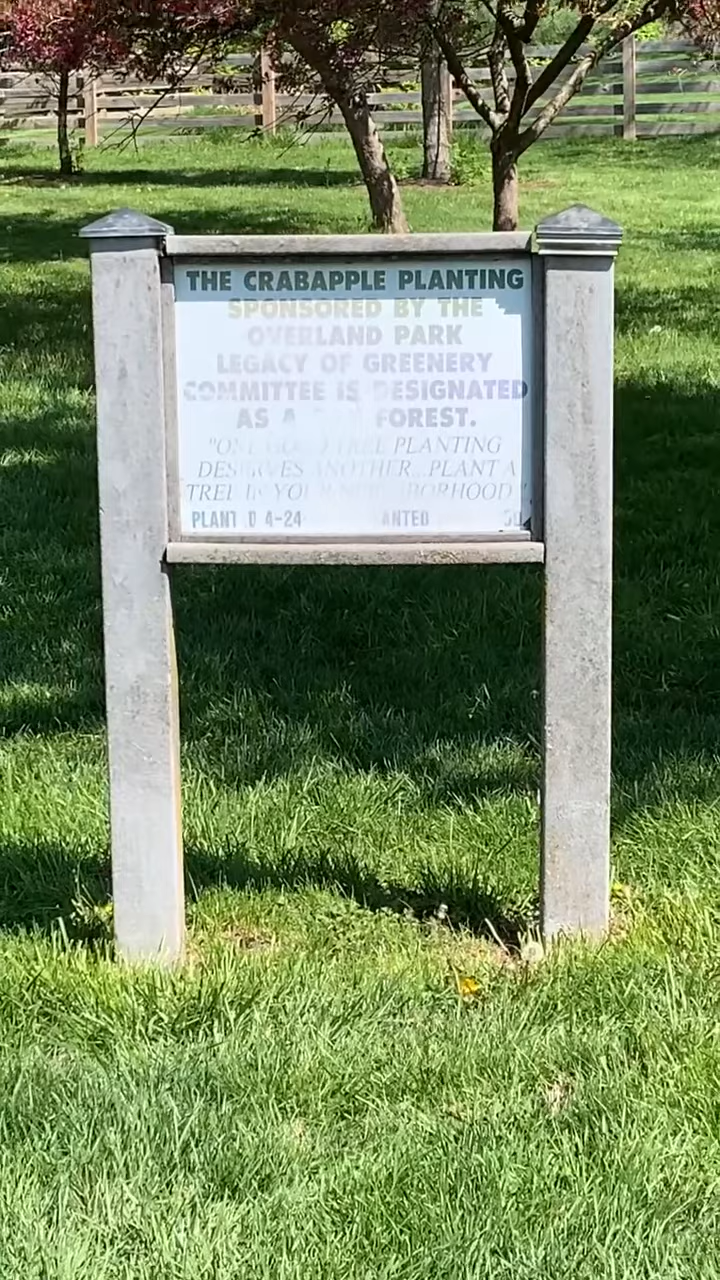 THE CRABAPPLE PLANTING
SPONSORED BY THE
OVERLAND PARK
LEGACY OF GREENERY
COMMITTEE IS DESIGNATED
AS A FOREST.
"ONE GOOD TREE PLANTING
DESERVES ANOTHER...PLANT A
TREE IN YOUR NEIGHBORHOOD"
PLANTED 4-24